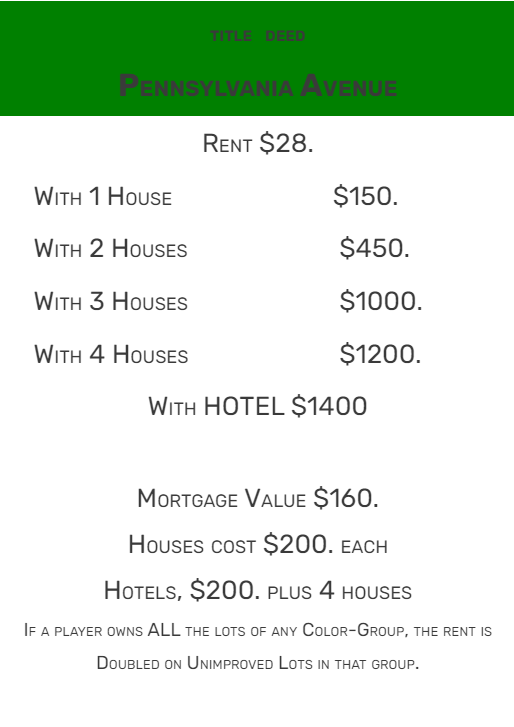 TITLE DEED
Pennsylvania Avenue
Rent $28.
With 1 House $150.
With 2 Houses $450.
With 3 Houses $1000.
With 4 Houses $1200.
With HOTEL $1400
Mortgage Value $160.
Houses cost $200. each
Hotels, $200. plus 4 houses
If a player owns ALL the lots of any Color-Group, the rent is
Doubled on Unimproved Lots in that group.